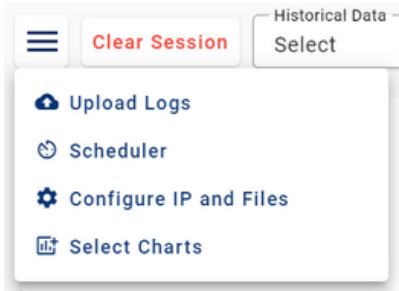 Historical Data
Clear Session
Select
Upload Logs
Scheduler
Configure IP and Files
Select Charts